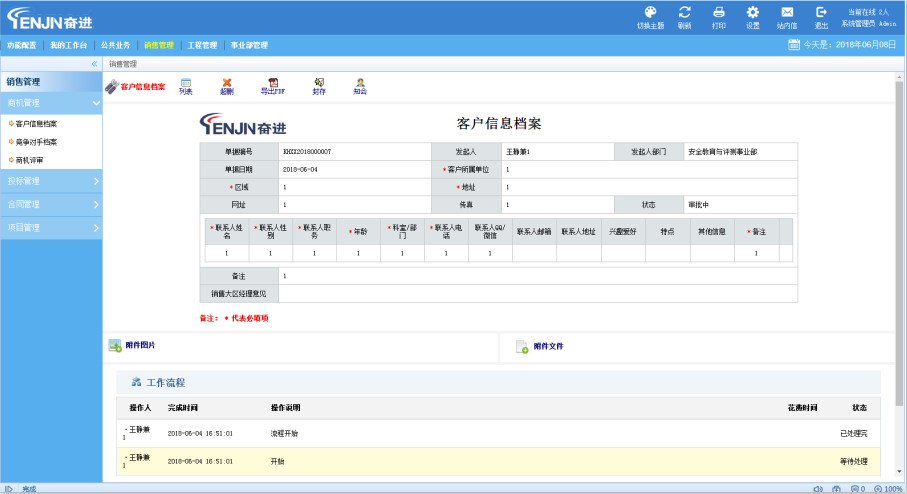 TENJN奋进
切换主题 刷新 打印 设置 站内信 退出
当前在线 2人
系统管理员 Admin
功能配置 我的工作台 公共业务 销售管理 工程管理 事业部管理
今天是：2018年06月08日
销售管理
销售管理
商机管理
客户信息档案
竞争对手档案
商机评审
投标管理
合同管理
项目管理
客户信息档案 列表 起删 导出PDF 封存 知会
TENJN奋进
客户信息档案
单据编号 KHXX2018000007 发起人 王静兼1 发起人部门 安全教育与评测事业部
单据日期 2018-06-04 *客户所属单位 1
*区域 1 *地址 1
网址 1 传真 1 状态 审批中
*联系人姓名 *联系人性别 *联系人职务 *年龄 *科室/部门 *联系人电话 联系人QQ/微信 联系人邮箱 联系人地址 兴趣爱好 特点 其他信息 *备注
1 1 1 1 1 1 1 1
备注 1
销售大区经理意见
备注： * 代表必填项
附件图片 附件文件
工作流程
操作人 完成时间 操作说明 花费时间 状态
·王静兼1 2018-06-04 16:51:01 流程开始 已处理完
·王静兼1 2018-06-04 16:51:01 开始 等待处理
完成 0 100%